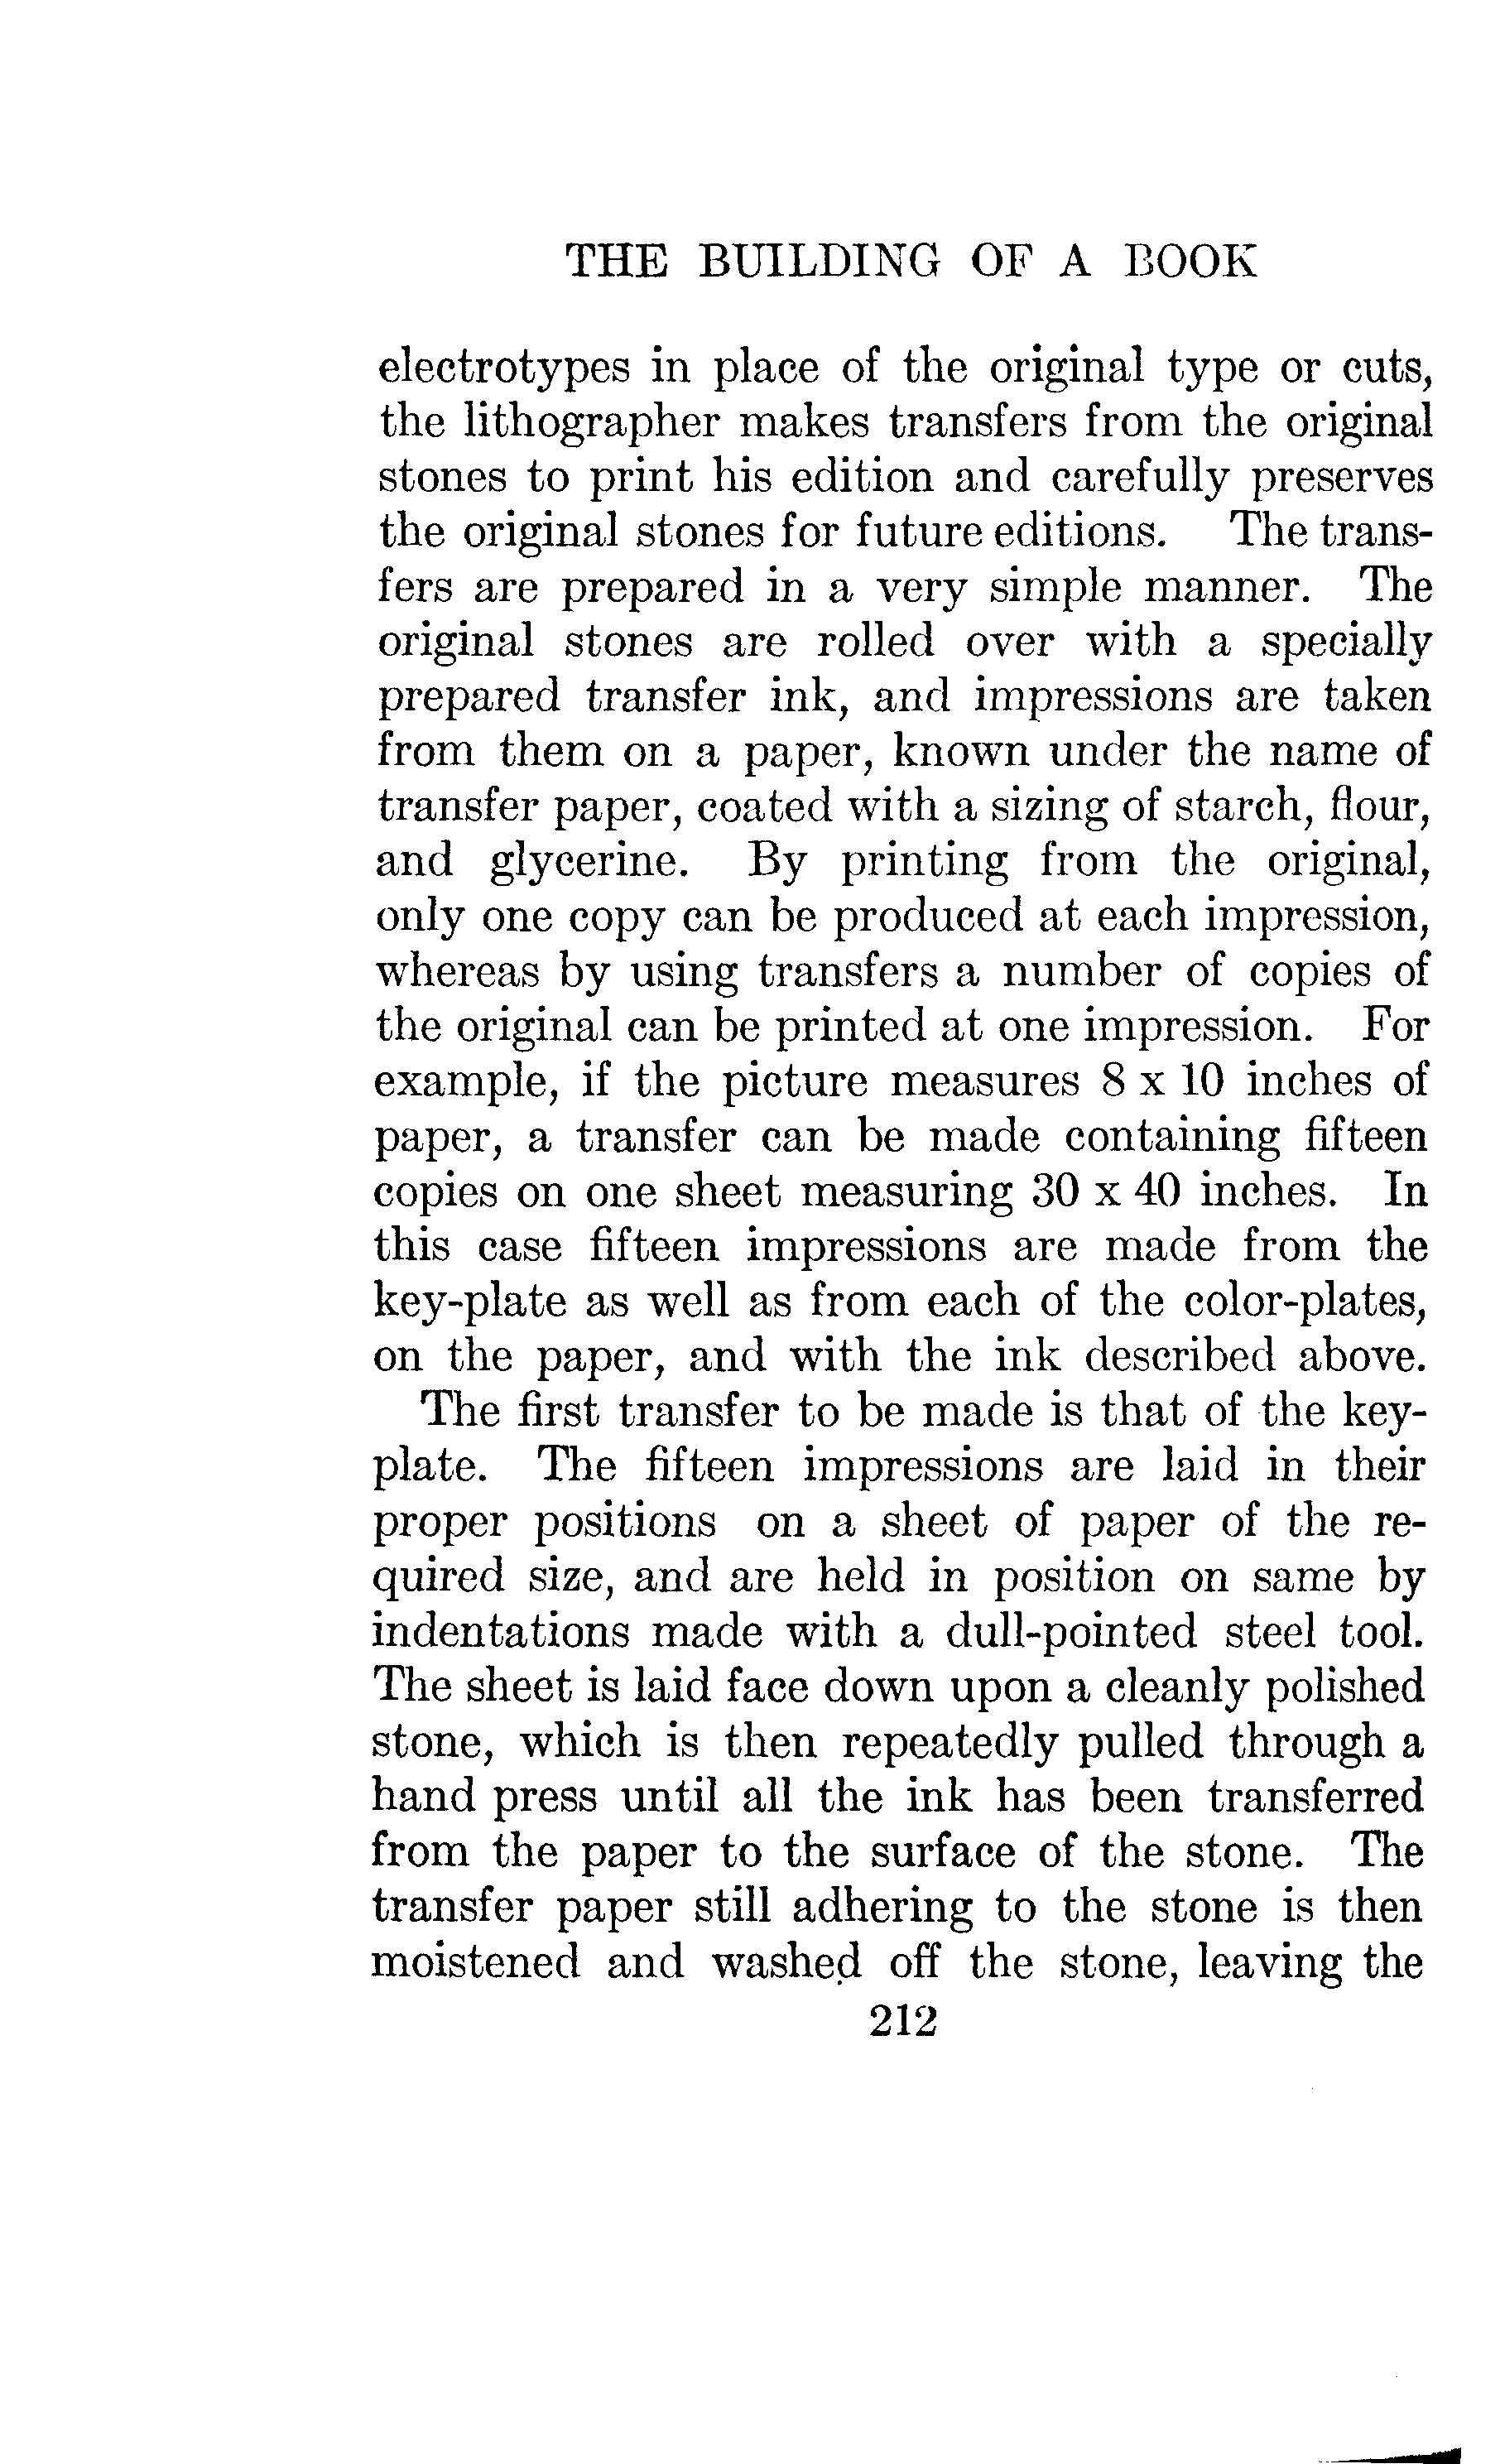 THE BUILDING OF A BOOK
electrotypes in place of the original type or cuts,
the lithographer makes transfers from the original
stones to print his edition and carefully preserves
the original stones for future editions. The trans-
fers are prepared in a very simple manner. The
original stones are rolled over with a specially
prepared transfer ink, and impressions are taken
from them on a paper, known under the name of
transfer paper, coated with a sizing of starch, flour,
and glycerine. By printing from the original,
only one copy can be produced at each impression,
whereas by using transfers a number of copies of
the original can be printed at one impression. For
example, if the picture measures 8 x 10 inches of
paper, a transfer can be made containing fifteen
copies on one sheet measuring 30 x 40 inches. In
this case fifteen impressions are made from the
key-plate as well as from each of the color-plates,
on the paper, and with the ink described above.
The first transfer to be made is that of the key-
plate. The fifteen impressions are laid in their
proper positions on a sheet of paper of the re-
quired size, and are held in position on same by
indentations made with a dull-pointed steel tool.
The sheet is laid face down upon a cleanly polished
stone, which is then repeatedly pulled through a
hand press until all the ink has been transferred
from the paper to the surface of the stone. The
transfer paper still adhering to the stone is then
moistened and washed off the stone, leaving the
212